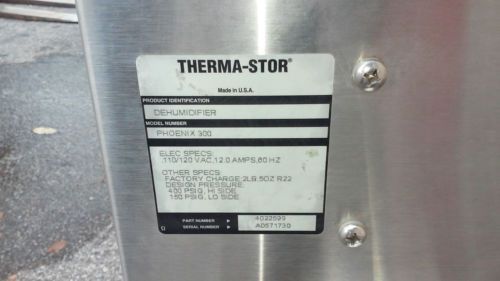 THERMA-STOR®
Made in U.S.A.
PRODUCT IDENTIFICATION
DEHUMIDIFIER
MODEL NUMBER
PHOENIX 300
ELEC SPECS:
.110/120 VAC,12.0 AMPS,60 HZ
OTHER SPECS:
FACTORY CHARGE:2LB,5OZ R22
DESIGN PRESSURE:
400 PSIG, HI SIDE
150 PSIG, LO SIDE
PART NUMBER ▶ 4022599
SERIAL NUMBER ▶ A0571730